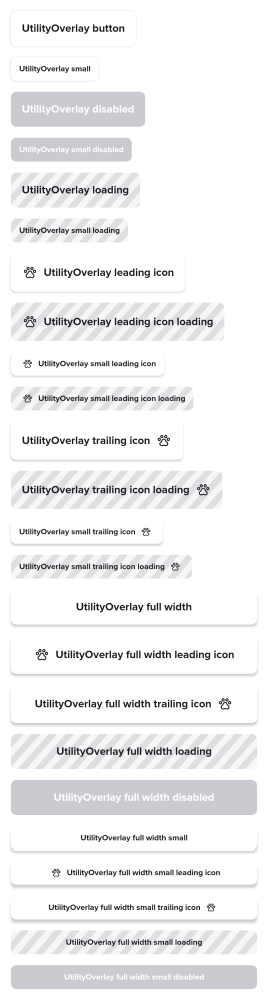 UtilityOverlay button
UtilityOverlay small
UtilityOverlay disabled
UtilityOverlay small disabled
UtilityOverlay loading
UtilityOverlay small loading
UtilityOverlay leading icon
UtilityOverlay leading icon loading
UtilityOverlay small leading icon
UtilityOverlay small leading icon loading
UtilityOverlay trailing icon
UtilityOverlay trailing icon loading
UtilityOverlay small trailing icon
UtilityOverlay small trailing icon loading
UtilityOverlay full width
UtilityOverlay full width leading icon
UtilityOverlay full width trailing icon
UtilityOverlay full width loading
UtilityOverlay full width disabled
UtilityOverlay full width small
UtilityOverlay full width small leading icon
UtilityOverlay full width small trailing icon
UtilityOverlay full width small loading
UtilityOverlay full width small disabled